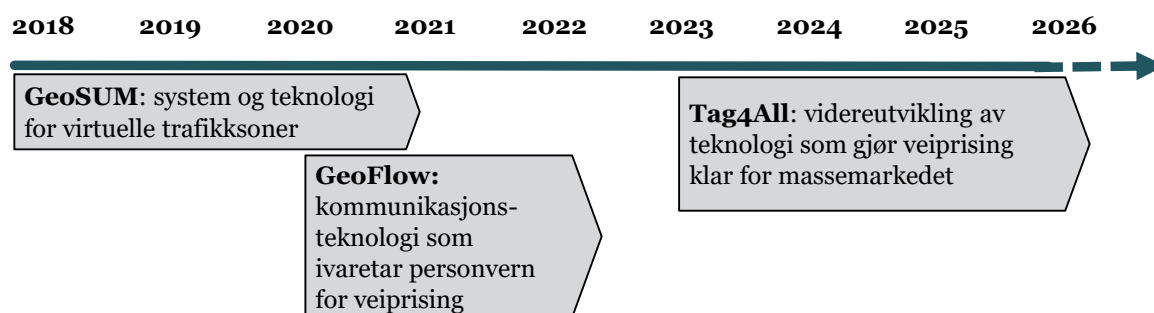 2018 2019 2020 2021 2022 2023 2024 2025 2026
GeoSUM: system og teknologi
for virtuelle trafikksoner
GeoFlow:
kommunikasjons-
teknologi som
ivaretar personvern
for veiprising
Tag4All: videreutvikling av
teknologi som gjør veiprising
klar for massemarkedet